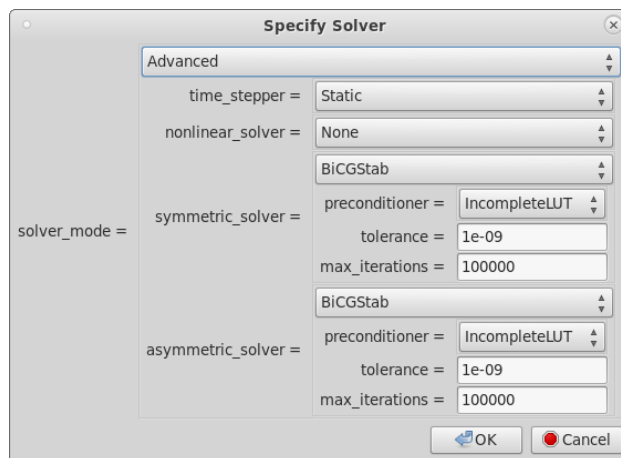 Specify Solver
Advanced
time_stepper = Static
nonlinear_solver = None
BiCGStab
preconditioner = IncompleteLUT
symmetric_solver =
tolerance = 1e-09
solver_mode =
max_iterations = 100000
BiCGStab
preconditioner = IncompleteLUT
asymmetric_solver =
tolerance = 1e-09
max_iterations = 100000
OK Cancel